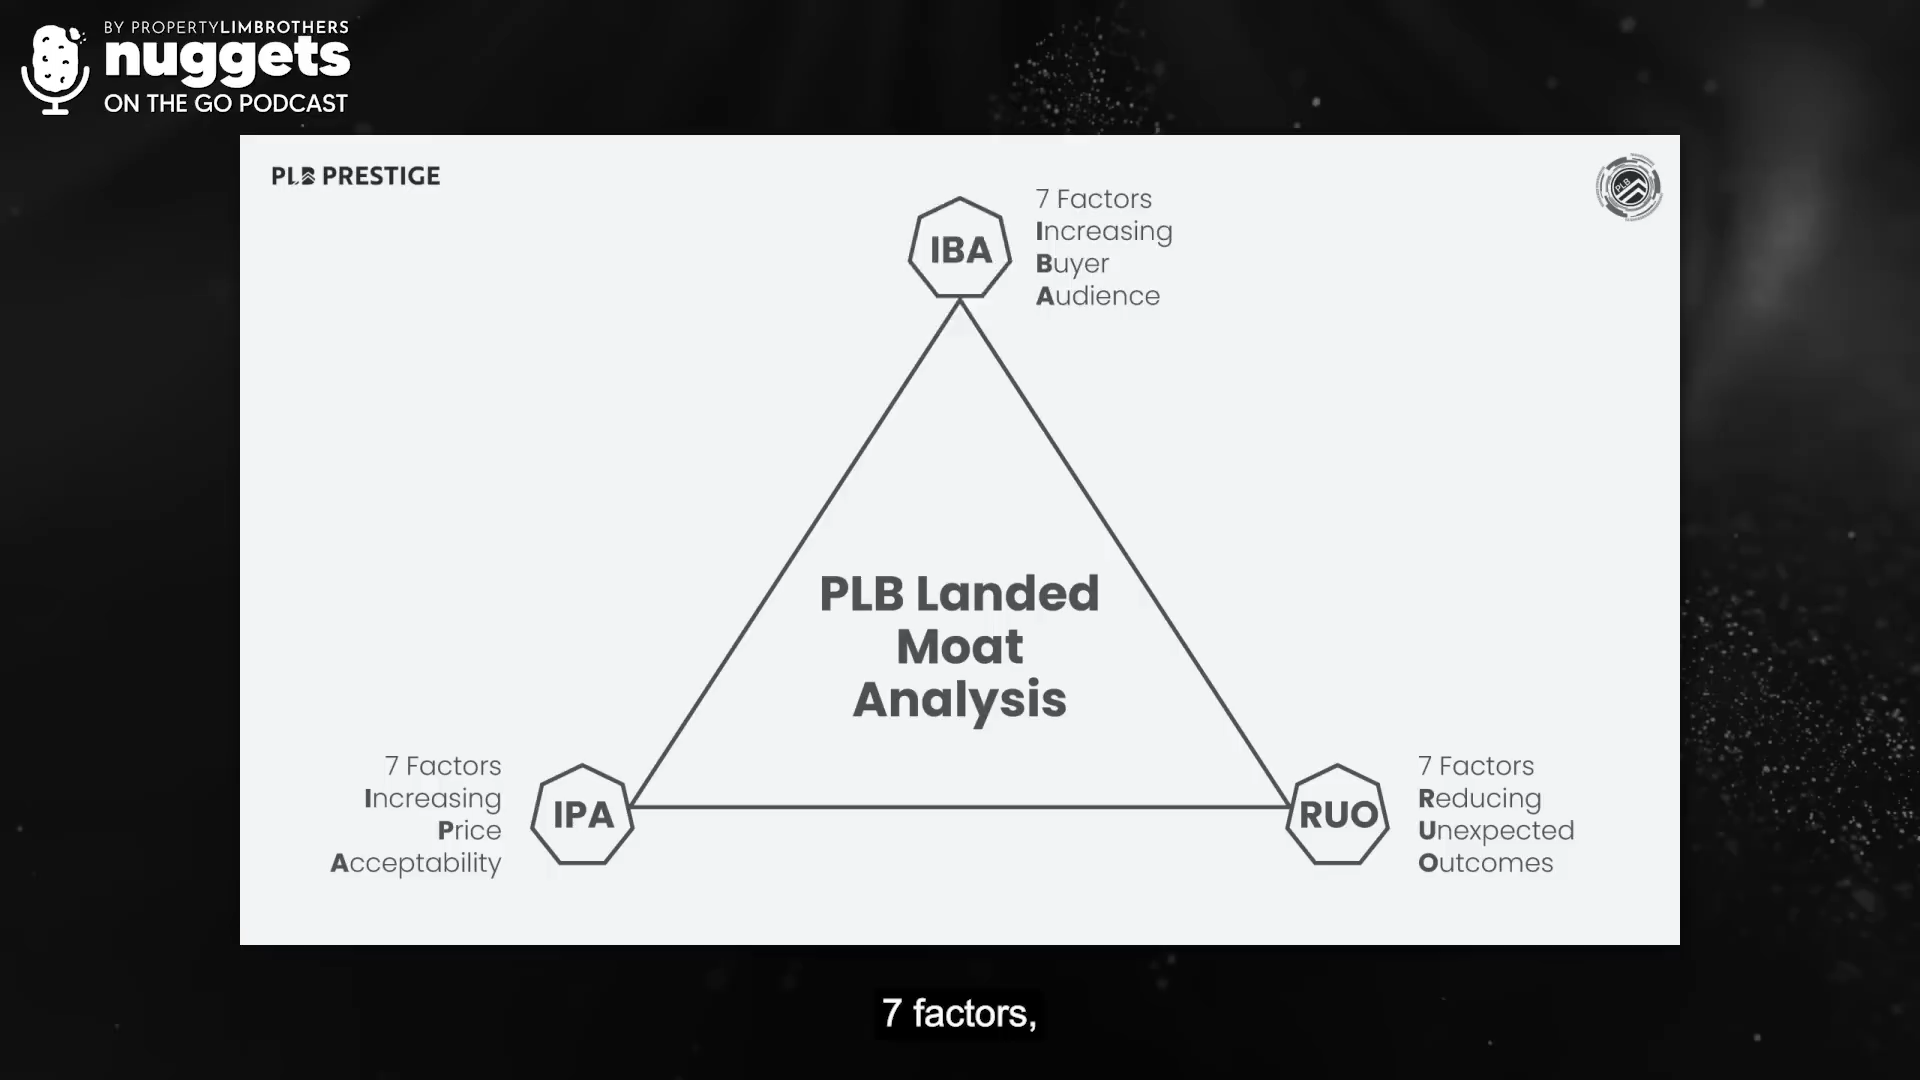 BY PROPERTYLIMBROTHERS
nuggets
ON THE GO PODCAST
PLB PRESTIGE
PLB
IBA
7 Factors
Increasing
Buyer
Audience
PLB Landed
Moat
Analysis
7 Factors
Increasing
Price
Acceptability
IPA
RUO
7 Factors
Reducing
Unexpected
Outcomes
7 factors,